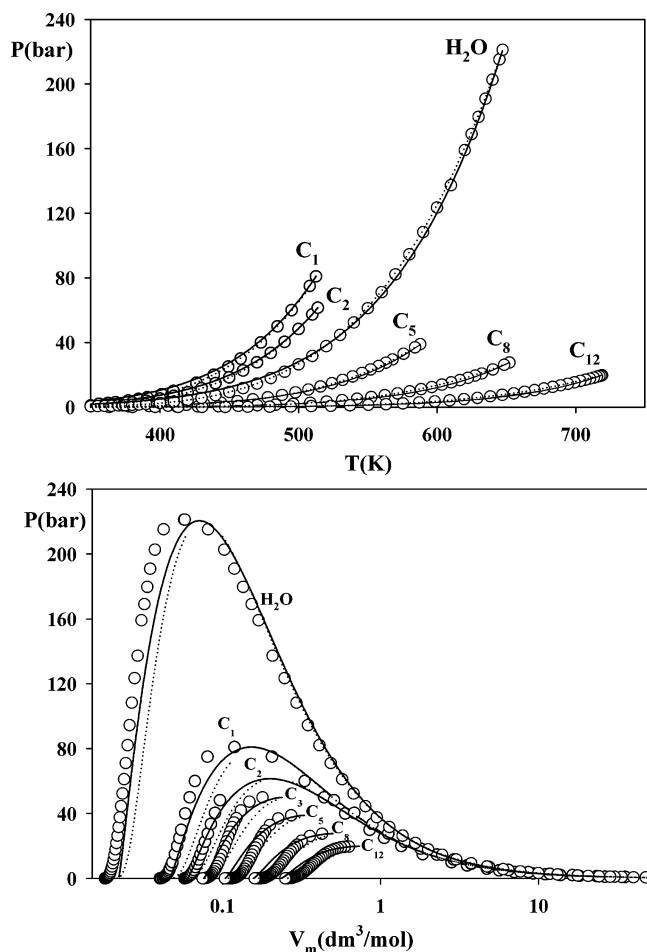 P(bar)
240
200
160
120
80
40
0
H₂O
C₁
C₂
C₅
C₈
C₁₂
400 500 600 700
T(K)
P(bar)
240
200
160
120
80
40
0
H₂O
C₁
C₂
C₃
C₅
C₈
C₁₂
0.1 1 10
Vₘ(dm³/mol)